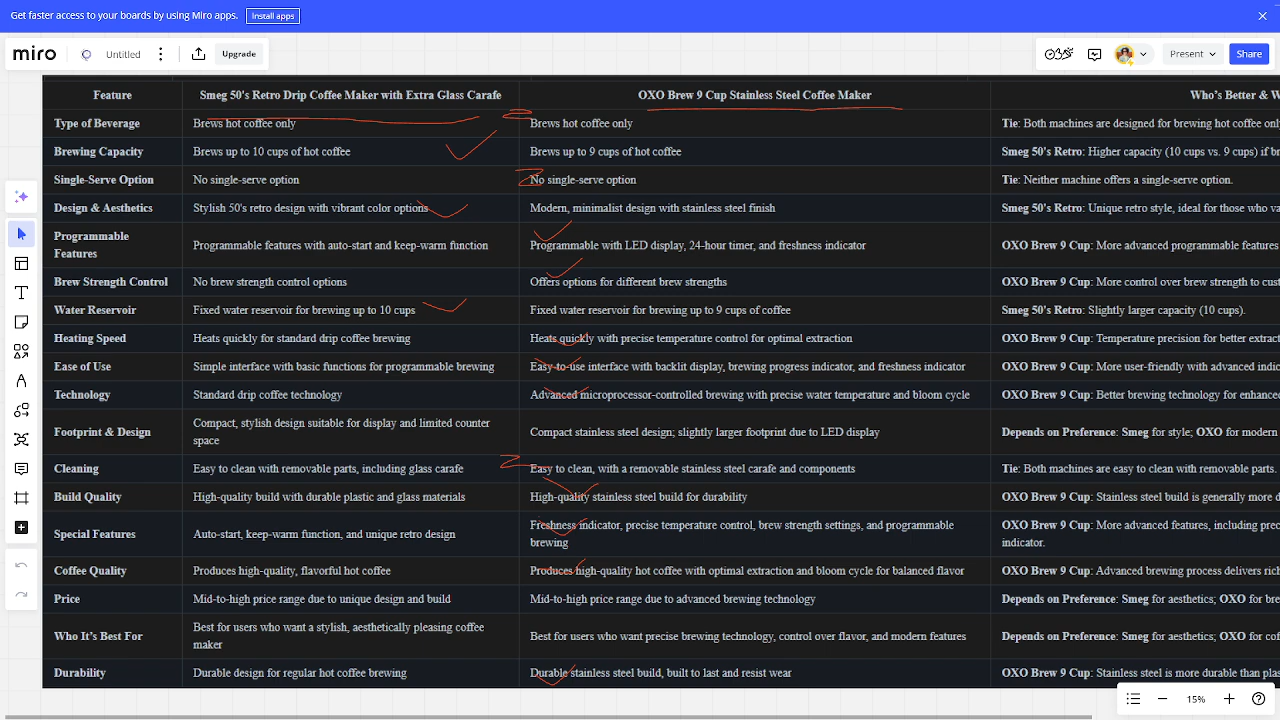 Get faster access to your boards by using Miro apps. Install apps
miro Untitled Upgrade Present Share
Feature Smeg 50's Retro Drip Coffee Maker with Extra Glass Carafe OXO Brew 9 Cup Stainless Steel Coffee Maker Who's Better & W
Type of Beverage Brews hot coffee only Brews hot coffee only Tie: Both machines are designed for brewing hot coffee only
Brewing Capacity Brews up to 10 cups of hot coffee Brews up to 9 cups of hot coffee Smeg 50's Retro: Higher capacity (10 cups vs. 9 cups) if br
Single-Serve Option No single-serve option No single-serve option Tie: Neither machine offers a single-serve option.
Design & Aesthetics Stylish 50's retro design with vibrant color options Modern, minimalist design with stainless steel finish Smeg 50's Retro: Unique retro style, ideal for those who va
Programmable
Features Programmable features with auto-start and keep-warm function Programmable with LED display, 24-hour timer, and freshness indicator OXO Brew 9 Cup: More advanced programmable features
Brew Strength Control No brew strength control options Offers options for different brew strengths OXO Brew 9 Cup: More control over brew strength to cust
Water Reservoir Fixed water reservoir for brewing up to 10 cups Fixed water reservoir for brewing up to 9 cups of coffee Smeg 50's Retro: Slightly larger capacity (10 cups).
Heating Speed Heats quickly for standard drip coffee brewing Heats quickly with precise temperature control for optimal extraction OXO Brew 9 Cup: Temperature precision for better extrac
Ease of Use Simple interface with basic functions for programmable brewing Easy-to-use interface with backlit display, brewing progress indicator, and freshness indicator OXO Brew 9 Cup: More user-friendly with advanced indic
Technology Standard drip coffee technology Advanced microprocessor-controlled brewing with precise water temperature and bloom cycle OXO Brew 9 Cup: Better brewing technology for enhanced
Footprint & Design Compact, stylish design suitable for display and limited counter
space Compact stainless steel design; slightly larger footprint due to LED display Depends on Preference: Smeg for style; OXO for modern
Cleaning Easy to clean with removable parts, including glass carafe Easy to clean, with a removable stainless steel carafe and components Tie: Both machines are easy to clean with removable parts.
Build Quality High-quality build with durable plastic and glass materials High-quality stainless steel build for durability OXO Brew 9 Cup: Stainless steel build is generally more d
Special Features Auto-start, keep-warm function, and unique retro design Freshness indicator, precise temperature control, brew strength settings, and programmable
brewing OXO Brew 9 Cup: More advanced features, including prec
indicator.
Coffee Quality Produces high-quality, flavorful hot coffee Produces high-quality hot coffee with optimal extraction and bloom cycle for balanced flavor OXO Brew 9 Cup: Advanced brewing process delivers rich
Price Mid-to-high price range due to unique design and build Mid-to-high price range due to advanced brewing technology Depends on Preference: Smeg for aesthetics; OXO for bre
Who It's Best For Best for users who want a stylish, aesthetically pleasing coffee
maker Best for users who want precise brewing technology, control over flavor, and modern features Depends on Preference: Smeg for aesthetics; OXO for cof
Durability Durable design for regular hot coffee brewing Durable stainless steel build, built to last and resist wear OXO Brew 9 Cup: Stainless steel is more durable than plas
15%